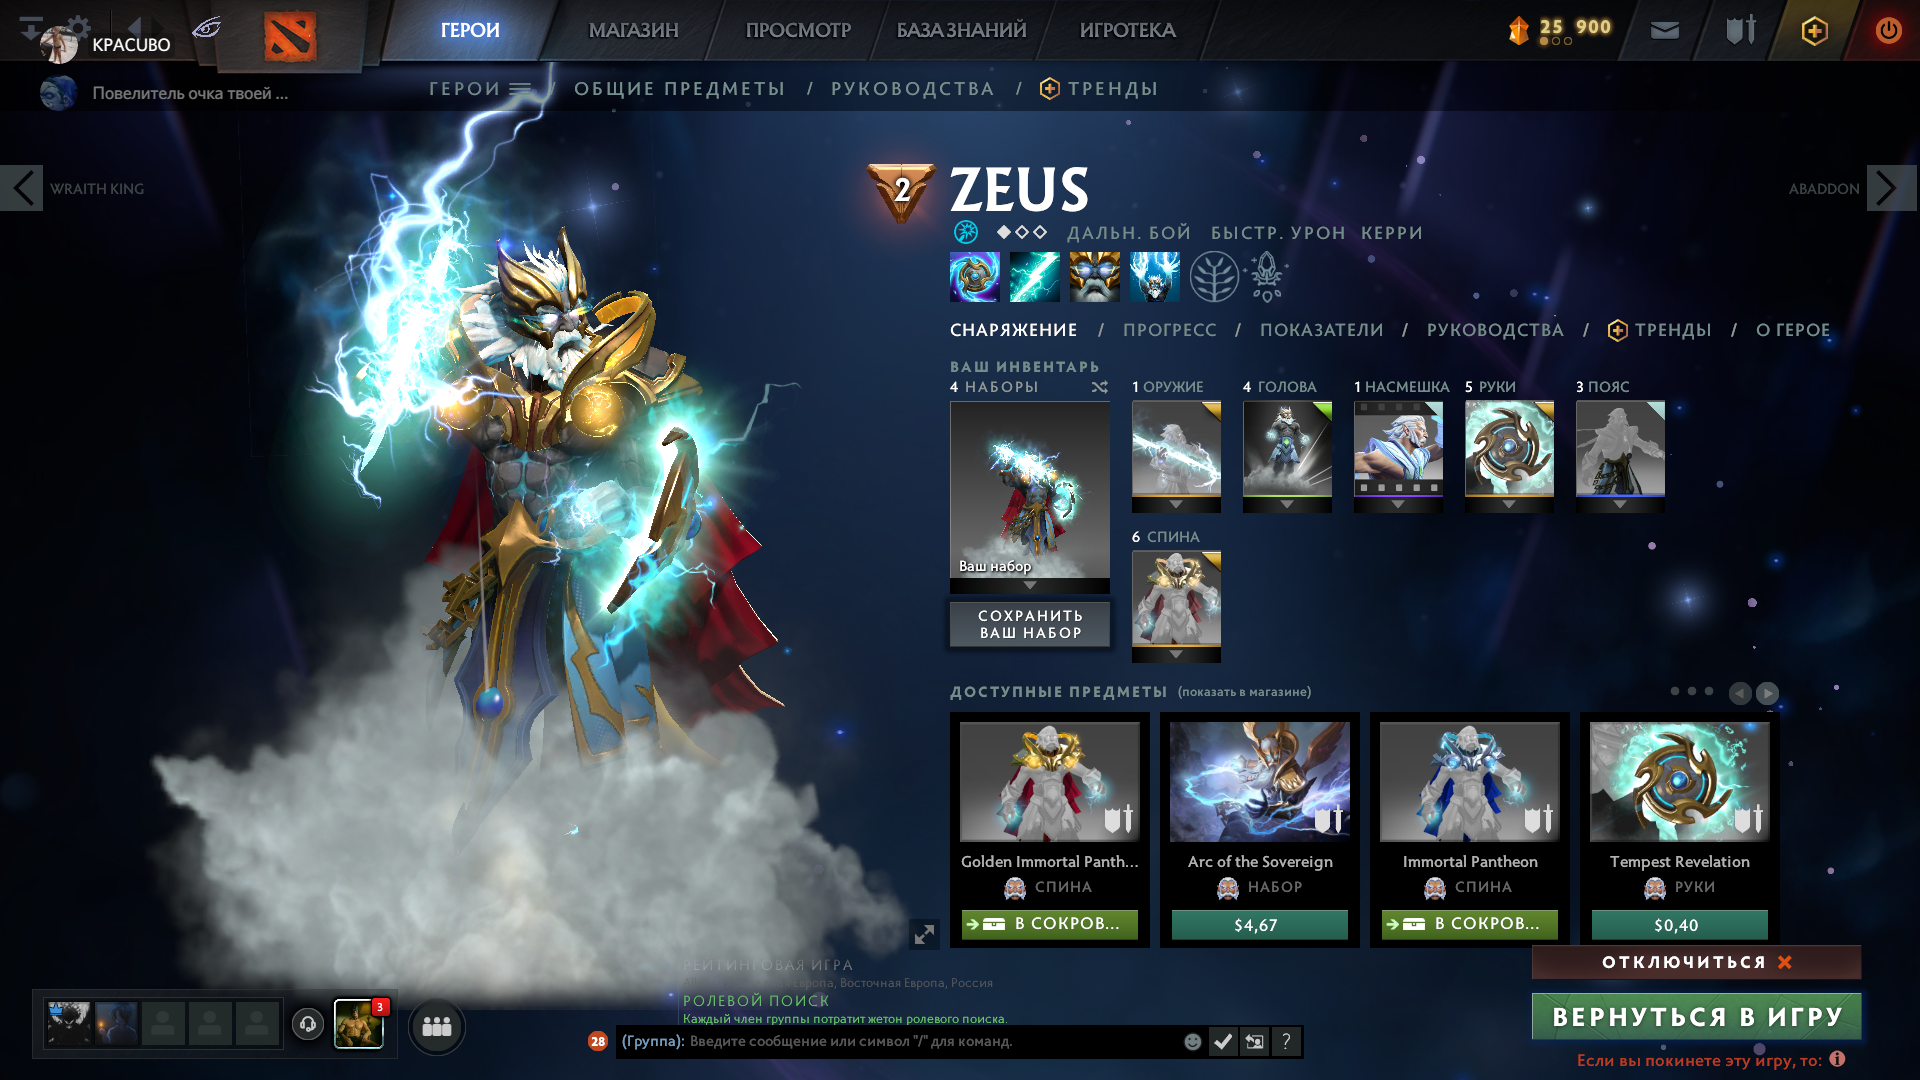 КРАСИВО
ГЕРОИ
МАГАЗИН
ПРОСМОТР
БАЗА ЗНАНИЙ
ИГРОТЕКА
25 900
Повелитель очка твоей ...
ГЕРОИ / ОБЩИЕ ПРЕДМЕТЫ / РУКОВОДСТВА / ТРЕНДЫ
WRAITH KING
ABADDON
2
ZEUS
ДАЛЬН. БОЙ БЫСТР. УРОН КЕРРИ
СНАРЯЖЕНИЕ / ПРОГРЕСС / ПОКАЗАТЕЛИ / РУКОВОДСТВА / ТРЕНДЫ / О ГЕРОЕ
ВАШ ИНВЕНТАРЬ
4 НАБОРЫ
1 ОРУЖИЕ
4 ГОЛОВА
1 НАСМЕШКА
5 РУКИ
3 ПОЯС
Ваш набор
6 СПИНА
СОХРАНИТЬ
ВАШ НАБОР
ДОСТУПНЫЕ ПРЕДМЕТЫ (показать в магазине)
Golden Immortal Panth...
СПИНА
В СОКРОВ...
Arc of the Sovereign
НАБОР
$4,67
Immortal Pantheon
СПИНА
В СОКРОВ...
Tempest Revelation
РУКИ
$0,40
РЕЙТИНГОВАЯ ИГРА
Европа, Восточная Европа, Россия
РОЛЕВОЙ ПОИСК
Каждый член группы потратит жетон ролевого поиска.
3
28
(Группа): Введите сообщение или символ "/" для команд.
?
ОТКЛЮЧИТЬСЯ
ВЕРНУТЬСЯ В ИГРУ
Если вы покинете эту игру, то: